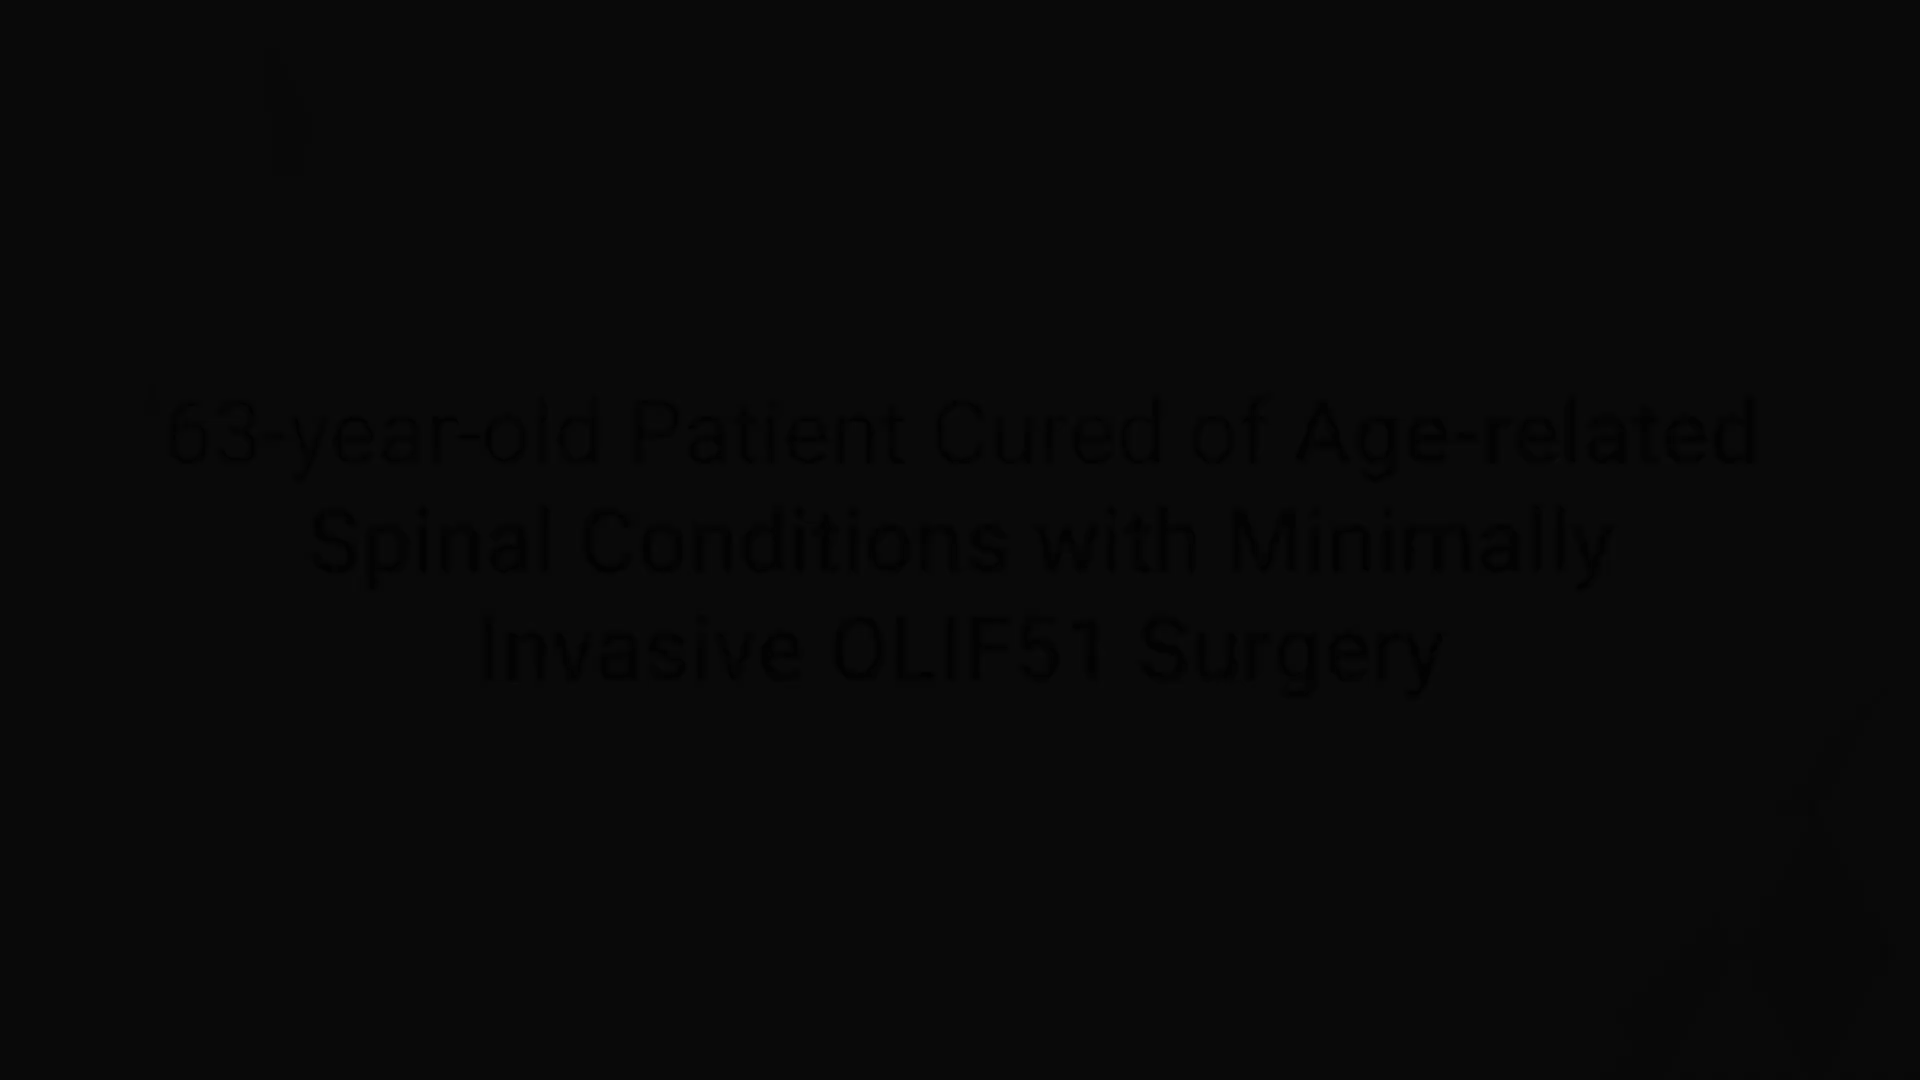 63-year-old Patient Cured of Age-related
Spinal Conditions with Minimally
Invasive OLIF51 Surgery